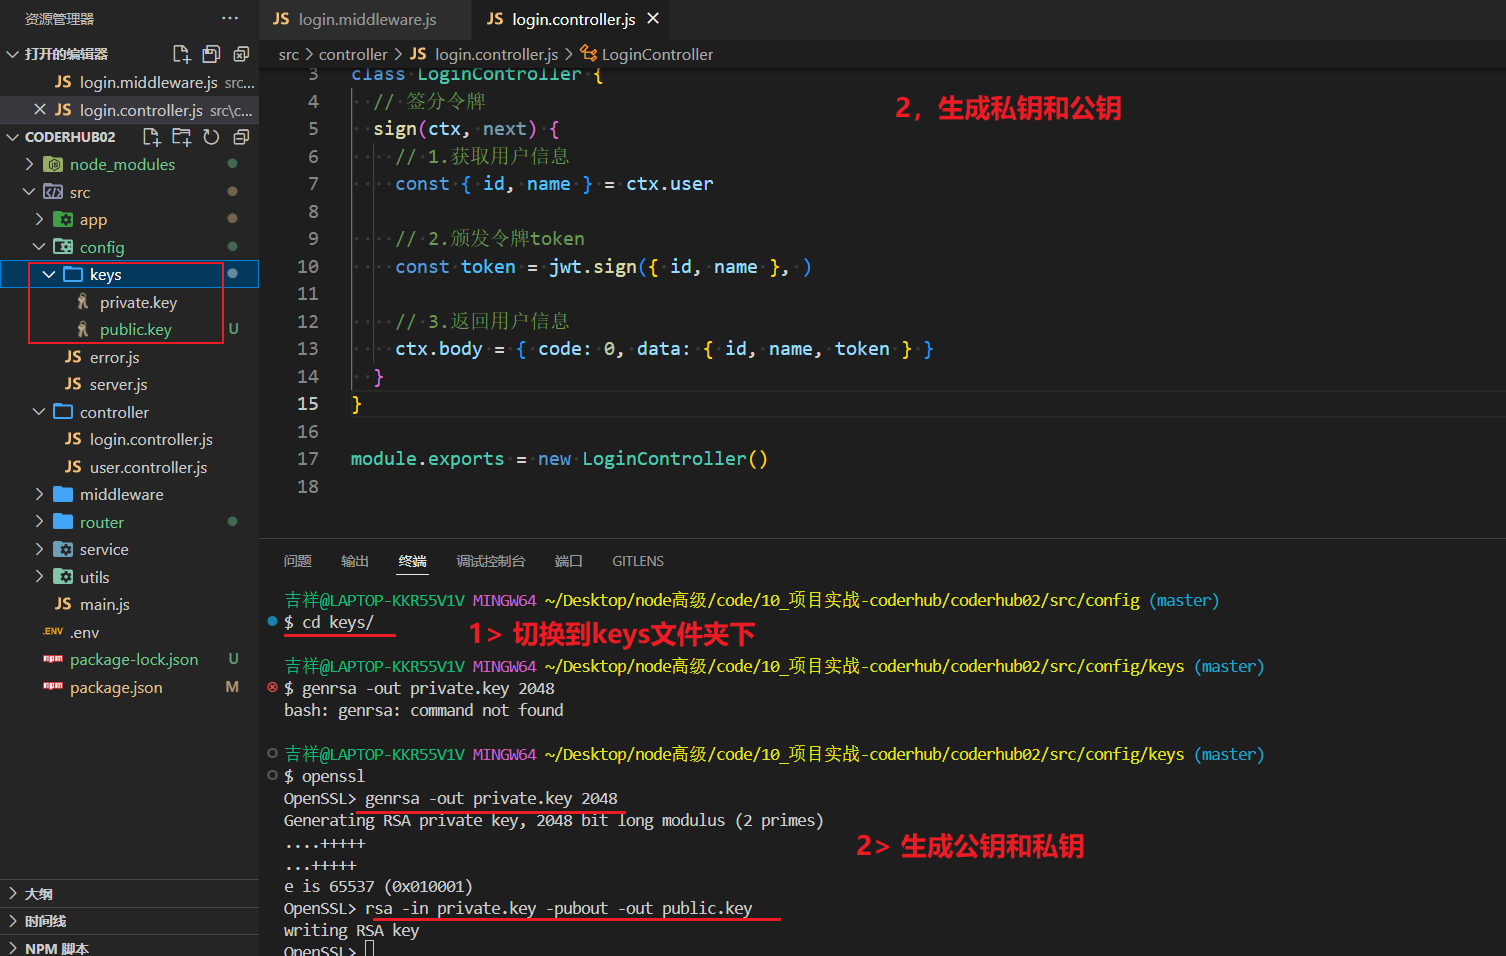 资源管理器 ···
打开的编辑器
JS login.middleware.js src...
JS login.controller.js src\c...
CODERHUB02
node_modules
src
app
config
keys
private.key
public.key U
JS error.js
JS server.js
controller
JS login.controller.js
JS user.controller.js
middleware
router
service
utils
JS main.js
.ENV .env
npm package-lock.json U
npm package.json M
大纲
时间线
NPM 脚本
JS login.middleware.js
JS login.controller.js
src > controller > JS login.controller.js > LoginController
3 class LoginController {
4 // 签分令牌
5 sign(ctx, next) {
6 // 1.获取用户信息
7 const { id, name } = ctx.user
8
9 // 2.颁发令牌token
10 const token = jwt.sign({ id, name }, )
11
12 // 3.返回用户信息
13 ctx.body = { code: 0, data: { id, name, token } }
14 }
15 }
16
17 module.exports = new LoginController()
18
2，生成私钥和公钥
问题 输出 终端 调试控制台 端口 GITLENS
吉祥@LAPTOP-KKR55V1V MINGW64 ~/Desktop/node高级/code/10_项目实战-coderhub/coderhub02/src/config (master)
$ cd keys/
1> 切换到keys文件夹下
吉祥@LAPTOP-KKR55V1V MINGW64 ~/Desktop/node高级/code/10_项目实战-coderhub/coderhub02/src/config/keys (master)
$ genrsa -out private.key 2048
bash: genrsa: command not found
吉祥@LAPTOP-KKR55V1V MINGW64 ~/Desktop/node高级/code/10_项目实战-coderhub/coderhub02/src/config/keys (master)
$ openssl
OpenSSL> genrsa -out private.key 2048
Generating RSA private key, 2048 bit long modulus (2 primes)
....+++++
...+++++
2> 生成公钥和私钥
e is 65537 (0x010001)
OpenSSL> rsa -in private.key -pubout -out public.key
writing RSA key
OpenSSL>